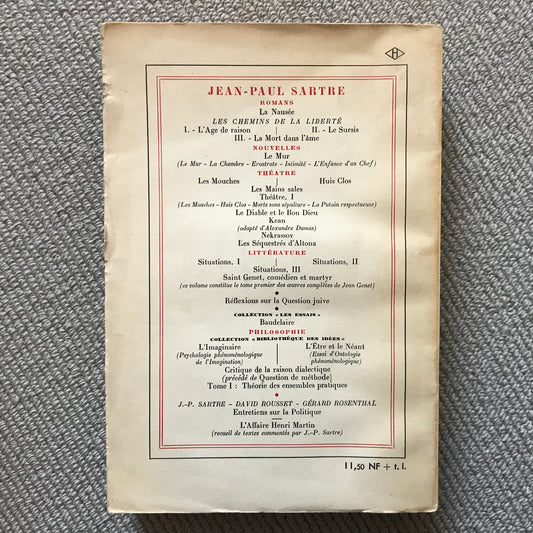 H
JEAN-PAUL SARTRE
ROMANS
La Nausée
LES CHEMINS DE LA LIBERTÉ
I. - L'Age de raison | II. - Le Sursis
III. - La Mort dans l'âme
NOUVELLES
Le Mur
(Le Mur - La Chambre - Erostrate - Intimité - L'Enfance d'un Chef)
THÉATRE
Les Mouches | Huis Clos
Les Mains sales
Théâtre, I
(Les Mouches - Huis Clos - Morts sans sépulture - La Putain respectueuse)
Le Diable et le Bon Dieu
Kean
(adapté d'Alexandre Dumas)
Nekrassov
Les Séquestrés d'Altona
LITTÉRATURE
Situations, I | Situations, II
Situations, III
Saint Genet, comédien et martyr
(ce volume constitue le tome premier des œuvres complètes de Jean Genet)
Réflexions sur la Question juive
COLLECTION « LES ESSAIS »
Baudelaire
PHILOSOPHIE
COLLECTION « BIBLIOTHÈQUE DES IDÉES »
L'Imaginaire | L'Être et le Néant
(Psychologie phénoménologique | (Essai d'Ontologie
de l'Imagination) | phénoménologique)
Critique de la raison dialectique
(précédé de Question de méthode)
Tome I : Théorie des ensembles pratiques
J.-P. SARTRE - DAVID ROUSSET - GÉRARD ROSENTHAL
Entretiens sur la Politique
L'Affaire Henri Martin
(recueil de textes commentés par J.-P. Sartre)
11,50 NF + t. l.